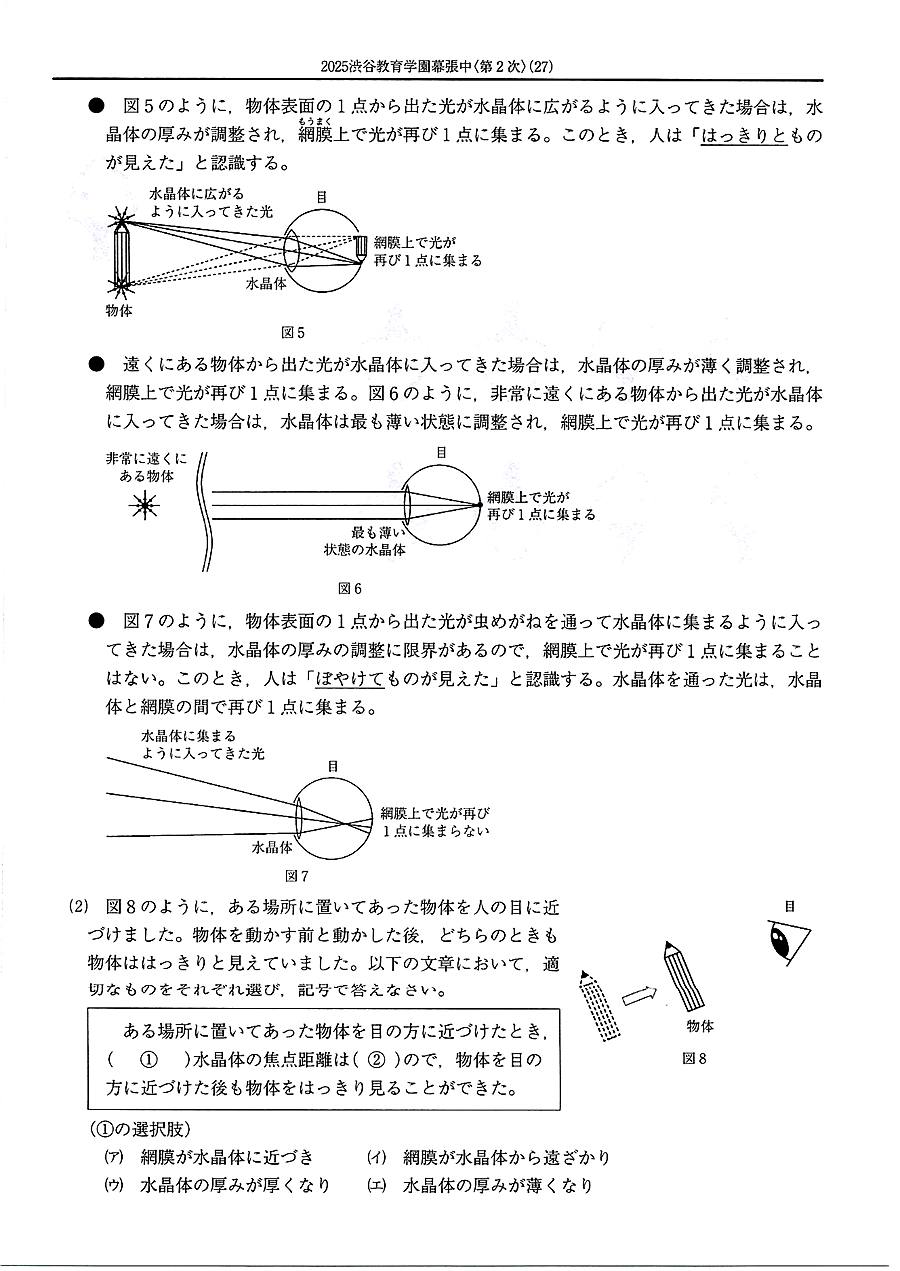 2025渋谷教育学園幕張中〈第2次〉(27)
● 図5のように，物体表面の1点から出た光が水晶体に広がるように入ってきた場合は，水
もうまく
晶体の厚みが調整され，網膜上で光が再び1点に集まる。このとき，人は「はっきりともの
が見えた」と認識する。
水晶体に広がる
ように入ってきた光
目
網膜上で光が
再び1点に集まる
水晶体
物体
図5
● 遠くにある物体から出た光が水晶体に入ってきた場合は，水晶体の厚みが薄く調整され，
網膜上で光が再び1点に集まる。図6のように，非常に遠くにある物体から出た光が水晶体
に入ってきた場合は，水晶体は最も薄い状態に調整され，網膜上で光が再び1点に集まる。
目
非常に遠くに
ある物体
網膜上で光が
再び1点に集まる
最も薄い
状態の水晶体
図6
● 図7のように，物体表面の1点から出た光が虫めがねを通って水晶体に集まるように入っ
てきた場合は，水晶体の厚みの調整に限界があるので，網膜上で光が再び1点に集まること
はない。このとき，人は「ぼやけてものが見えた」と認識する。水晶体を通った光は，水晶
体と網膜の間で再び1点に集まる。
水晶体に集まる
ように入ってきた光
目
網膜上で光が再び
1点に集まらない
水晶体
図7
(2) 図8のように，ある場所に置いてあった物体を人の目に近
づけました。物体を動かす前と動かした後，どちらのときも
物体ははっきりと見えていました。以下の文章において，適
切なものをそれぞれ選び，記号で答えなさい。
目
物体
図8
ある場所に置いてあった物体を目の方に近づけたとき，
( ① )水晶体の焦点距離は( ② )ので，物体を目の
方に近づけた後も物体をはっきり見ることができた。
(①の選択肢)
(ア) 網膜が水晶体に近づき (イ) 網膜が水晶体から遠ざかり
(ウ) 水晶体の厚みが厚くなり (エ) 水晶体の厚みが薄くなり